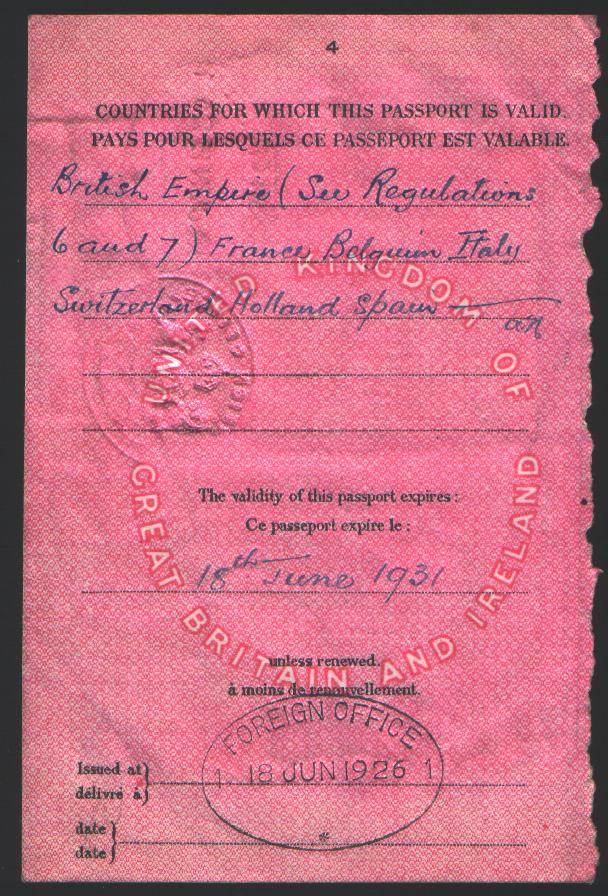 4
COUNTRIES FOR WHICH THIS PASSPORT IS VALID.
PAYS POUR LESQUELS CE PASSEPORT EST VALABLE.
British Empire (See Regulations
6 and 7) France Belguim Italy
Switzerland Holland Spain —
UNITED KINGDOM OF
GREAT BRITAIN AND IRELAND
The validity of this passport expires:
Ce passeport expire le:
18th June 1931
unless renewed.
à moins de renouvellement.
FOREIGN OFFICE
1 18 JUN 1926 1
*
Issued at}
délivré à}
date}
date}